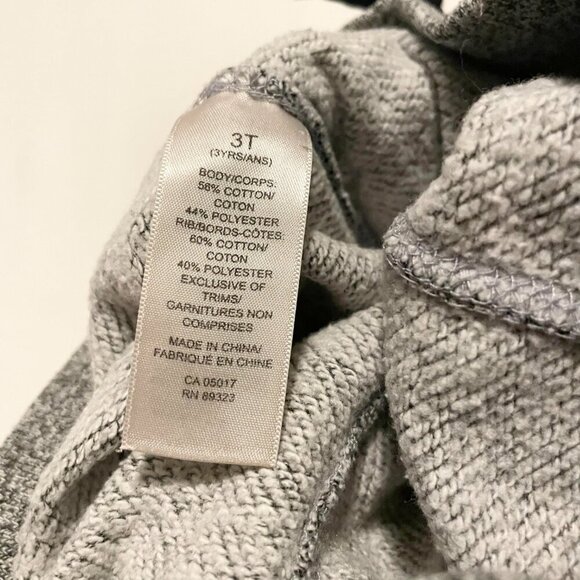 3T
(3YRS/ANS)
BODY/CORPS:
56% COTTON/
COTON
44% POLYESTER
RIB/BORDS-CÔTES:
60% COTTON/
COTON
40% POLYESTER
EXCLUSIVE OF
TRIMS/
GARNITURES NON
COMPRISES
MADE IN CHINA/
FABRIQUÉ EN CHINE
CA 05017
RN 89323